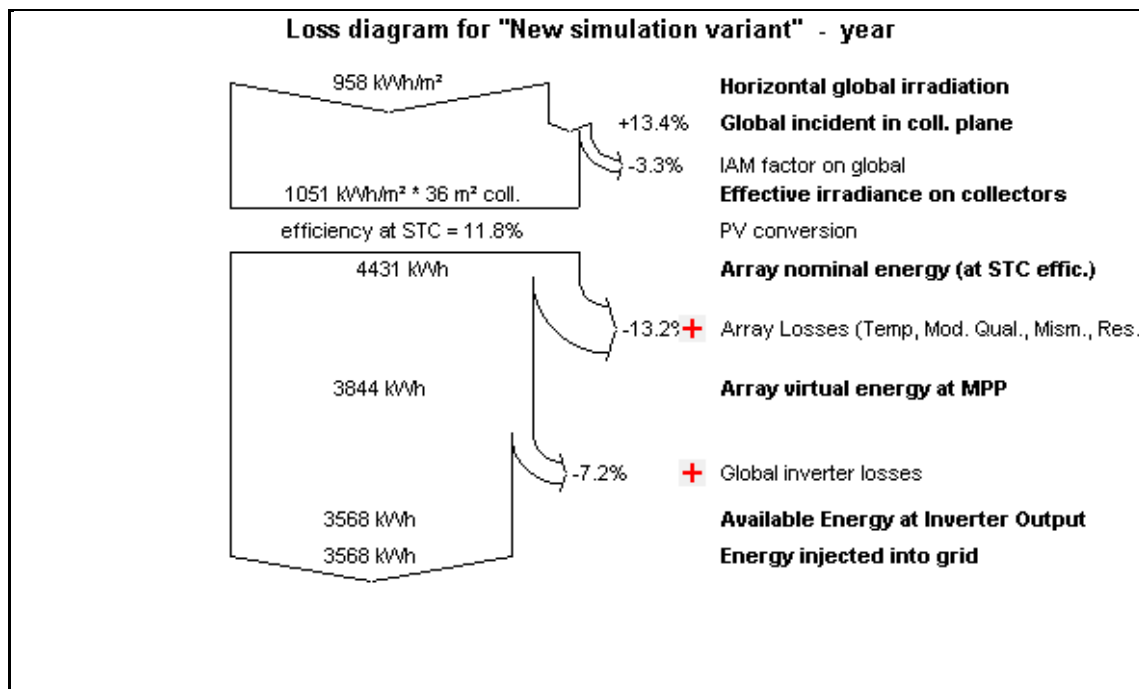 Loss diagram for "New simulation variant" - year
958 kWh/m²
Horizontal global irradiation
+13.4%
Global incident in coll. plane
-3.3%
IAM factor on global
1051 kWh/m² * 36 m² coll.
Effective irradiance on collectors
efficiency at STC = 11.8%
PV conversion
4431 kWh
Array nominal energy (at STC effic.)
-13.2%
Array Losses (Temp, Mod. Qual., Mism., Res.
3844 kWh
Array virtual energy at MPP
-7.2%
Global inverter losses
3568 kWh
Available Energy at Inverter Output
3568 kWh
Energy injected into grid